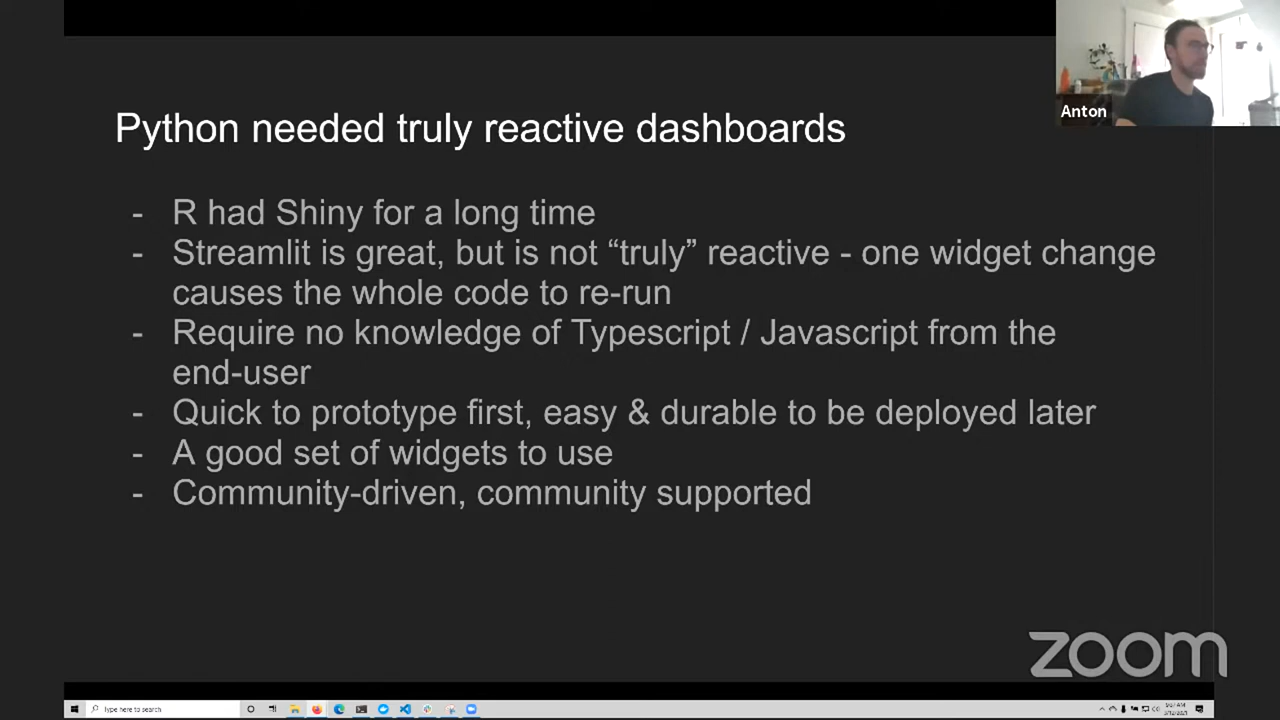 Anton
Python needed truly reactive dashboards
- R had Shiny for a long time
- Streamlit is great, but is not “truly” reactive - one widget change
causes the whole code to re-run
- Require no knowledge of Typescript / Javascript from the
end-user
- Quick to prototype first, easy & durable to be deployed later
- A good set of widgets to use
- Community-driven, community supported
zoom
Type here to search